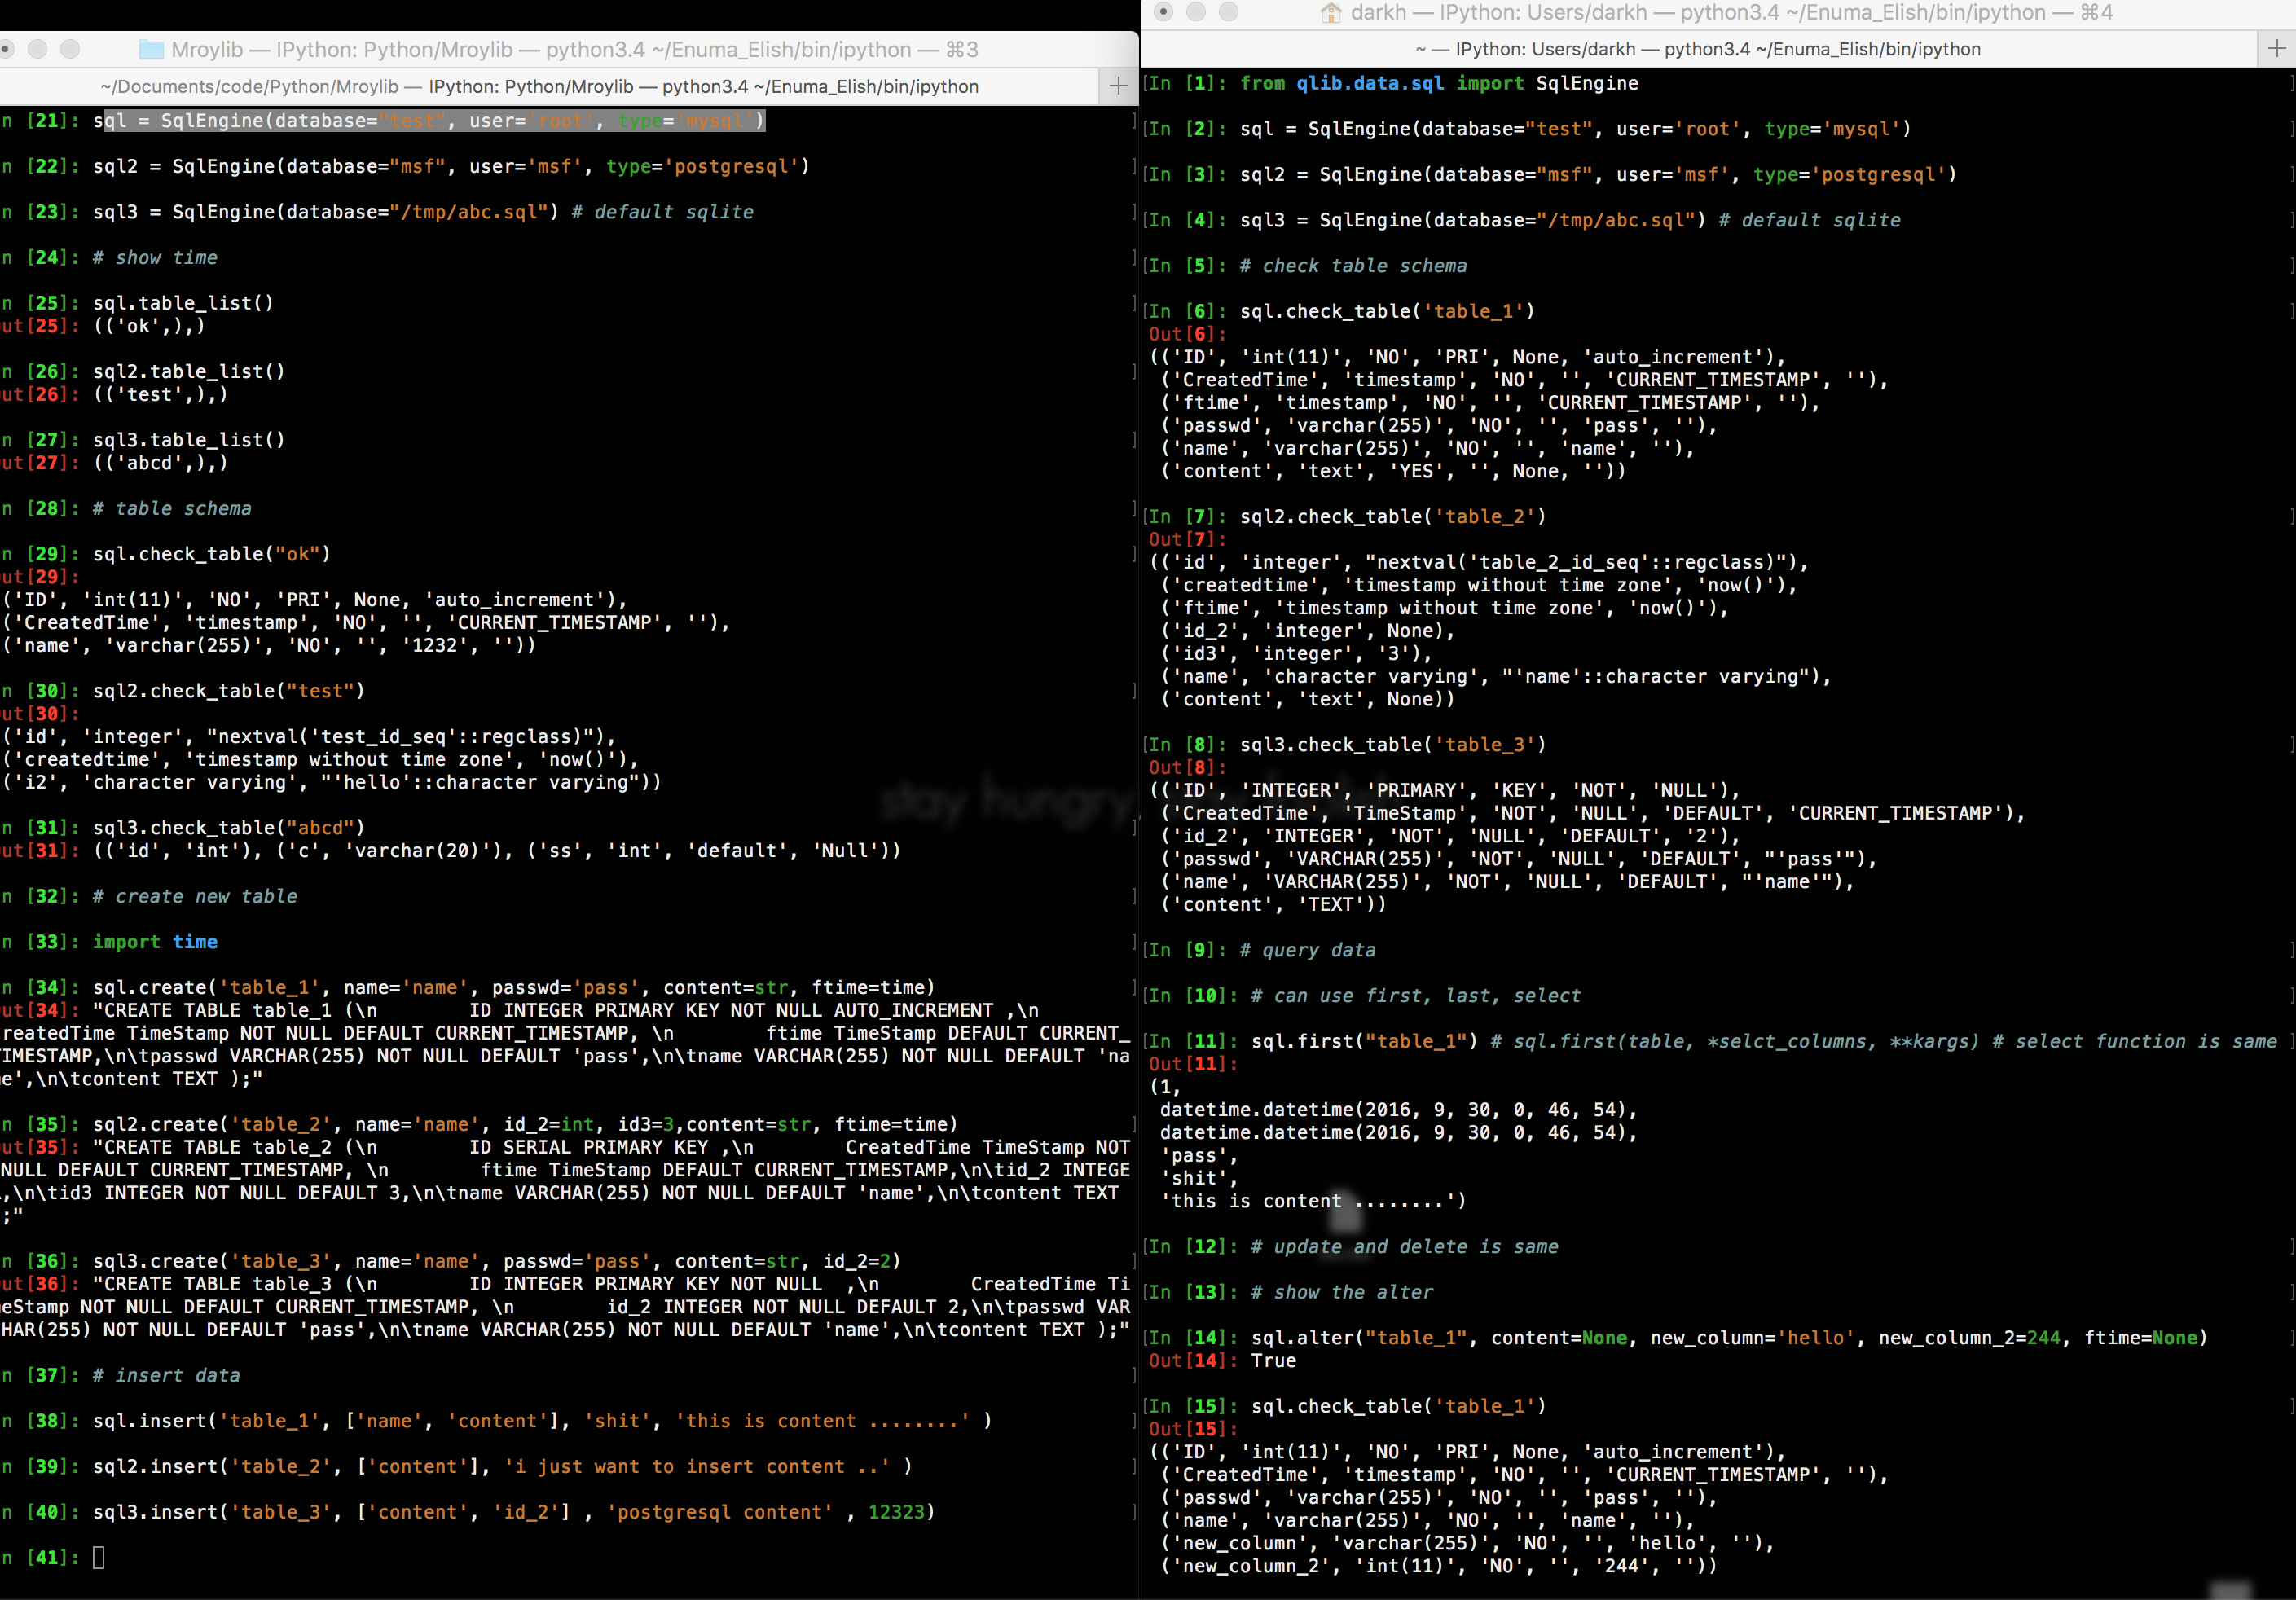 Mroylib — IPython: Python/Mroylib — python3.4 ~/Enuma_Elish/bin/ipython — ⌘3
~/Documents/code/Python/Mroylib — IPython: Python/Mroylib — python3.4 ~/Enuma_Elish/bin/ipython +
n [21]: sql = SqlEngine(database="test", user='root', type='mysql')
n [22]: sql2 = SqlEngine(database="msf", user='msf', type='postgresql')
n [23]: sql3 = SqlEngine(database="/tmp/abc.sql") # default sqlite
n [24]: # show time
n [25]: sql.table_list()
ut[25]: (('ok',),)
n [26]: sql2.table_list()
ut[26]: (('test',),)
n [27]: sql3.table_list()
ut[27]: (('abcd',),)
n [28]: # table schema
n [29]: sql.check_table("ok")
ut[29]:
('ID', 'int(11)', 'NO', 'PRI', None, 'auto_increment'),
('CreatedTime', 'timestamp', 'NO', '', 'CURRENT_TIMESTAMP', ''),
('name', 'varchar(255)', 'NO', '', '1232', ''))
n [30]: sql2.check_table("test")
ut[30]:
('id', 'integer', "nextval('test_id_seq'::regclass)"),
('createdtime', 'timestamp without time zone', 'now()'),
('i2', 'character varying', "'hello'::character varying"))
n [31]: sql3.check_table("abcd")
ut[31]: (('id', 'int'), ('c', 'varchar(20)'), ('ss', 'int', 'default', 'Null'))
n [32]: # create new table
n [33]: import time
n [34]: sql.create('table_1', name='name', passwd='pass', content=str, ftime=time)
ut[34]: "CREATE TABLE table_1 (\n        ID INTEGER PRIMARY KEY NOT NULL AUTO_INCREMENT ,\n
reatedTime TimeStamp NOT NULL DEFAULT CURRENT_TIMESTAMP, \n        ftime TimeStamp DEFAULT CURRENT_
TIMESTAMP,\n\tpasswd VARCHAR(255) NOT NULL DEFAULT 'pass',\n\tname VARCHAR(255) NOT NULL DEFAULT 'na
e',\n\tcontent TEXT );"
n [35]: sql2.create('table_2', name='name', id_2=int, id3=3,content=str, ftime=time)
ut[35]: "CREATE TABLE table_2 (\n        ID SERIAL PRIMARY KEY ,\n        CreatedTime TimeStamp NOT
NULL DEFAULT CURRENT_TIMESTAMP, \n        ftime TimeStamp DEFAULT CURRENT_TIMESTAMP,\n\tid_2 INTEGE
,\n\tid3 INTEGER NOT NULL DEFAULT 3,\n\tname VARCHAR(255) NOT NULL DEFAULT 'name',\n\tcontent TEXT
;"
n [36]: sql3.create('table_3', name='name', passwd='pass', content=str, id_2=2)
ut[36]: "CREATE TABLE table_3 (\n        ID INTEGER PRIMARY KEY NOT NULL  ,\n        CreatedTime Ti
eStamp NOT NULL DEFAULT CURRENT_TIMESTAMP, \n        id_2 INTEGER NOT NULL DEFAULT 2,\n\tpasswd VAR
HAR(255) NOT NULL DEFAULT 'pass',\n\tname VARCHAR(255) NOT NULL DEFAULT 'name',\n\tcontent TEXT );"
n [37]: # insert data
n [38]: sql.insert('table_1', ['name', 'content'], 'shit', 'this is content ........' )
n [39]: sql2.insert('table_2', ['content'], 'i just want to insert content ..' )
n [40]: sql3.insert('table_3', ['content', 'id_2'] , 'postgresql content' , 12323)
n [41]:
stay hungry
darkh — IPython: Users/darkh — python3.4 ~/Enuma_Elish/bin/ipython — ⌘4
~ — IPython: Users/darkh — python3.4 ~/Enuma_Elish/bin/ipython +
[In [1]: from qlib.data.sql import SqlEngine ]
[In [2]: sql = SqlEngine(database="test", user='root', type='mysql') ]
[In [3]: sql2 = SqlEngine(database="msf", user='msf', type='postgresql') ]
[In [4]: sql3 = SqlEngine(database="/tmp/abc.sql") # default sqlite ]
[In [5]: # check table schema ]
[In [6]: sql.check_table('table_1') ]
Out[6]:
(('ID', 'int(11)', 'NO', 'PRI', None, 'auto_increment'),
('CreatedTime', 'timestamp', 'NO', '', 'CURRENT_TIMESTAMP', ''),
('ftime', 'timestamp', 'NO', '', 'CURRENT_TIMESTAMP', ''),
('passwd', 'varchar(255)', 'NO', '', 'pass', ''),
('name', 'varchar(255)', 'NO', '', 'name', ''),
('content', 'text', 'YES', '', None, ''))
[In [7]: sql2.check_table('table_2') ]
Out[7]:
(('id', 'integer', "nextval('table_2_id_seq'::regclass)"),
('createdtime', 'timestamp without time zone', 'now()'),
('ftime', 'timestamp without time zone', 'now()'),
('id_2', 'integer', None),
('id3', 'integer', '3'),
('name', 'character varying', "'name'::character varying"),
('content', 'text', None))
[In [8]: sql3.check_table('table_3') ]
Out[8]:
(('ID', 'INTEGER', 'PRIMARY', 'KEY', 'NOT', 'NULL'),
('CreatedTime', 'TimeStamp', 'NOT', 'NULL', 'DEFAULT', 'CURRENT_TIMESTAMP'),
('id_2', 'INTEGER', 'NOT', 'NULL', 'DEFAULT', '2'),
('passwd', 'VARCHAR(255)', 'NOT', 'NULL', 'DEFAULT', "'pass'"),
('name', 'VARCHAR(255)', 'NOT', 'NULL', 'DEFAULT', "'name'"),
('content', 'TEXT'))
[In [9]: # query data ]
[In [10]: # can use first, last, select ]
[In [11]: sql.first("table_1") # sql.first(table, *selct_columns, **kargs) # select function is same ]
Out[11]:
(1,
datetime.datetime(2016, 9, 30, 0, 46, 54),
datetime.datetime(2016, 9, 30, 0, 46, 54),
'pass',
'shit',
'this is content ........')
[In [12]: # update and delete is same ]
[In [13]: # show the alter ]
[In [14]: sql.alter("table_1", content=None, new_column='hello', new_column_2=244, ftime=None) ]
Out[14]: True
[In [15]: sql.check_table('table_1') ]
Out[15]:
(('ID', 'int(11)', 'NO', 'PRI', None, 'auto_increment'),
('CreatedTime', 'timestamp', 'NO', '', 'CURRENT_TIMESTAMP', ''),
('passwd', 'varchar(255)', 'NO', '', 'pass', ''),
('name', 'varchar(255)', 'NO', '', 'name', ''),
('new_column', 'varchar(255)', 'NO', '', 'hello', ''),
('new_column_2', 'int(11)', 'NO', '', '244', ''))